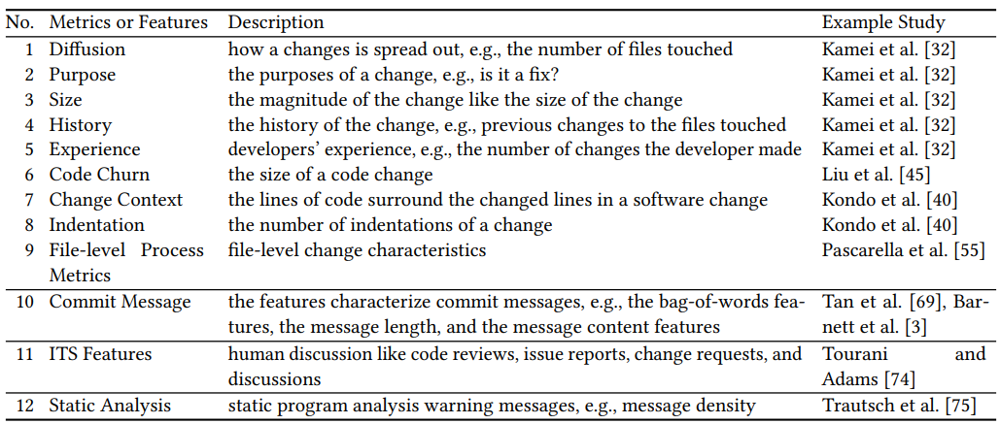 No. Metrics or Features Description Example Study
1 Diffusion how a changes is spread out, e.g., the number of files touched Kamei et al. [32]
2 Purpose the purposes of a change, e.g., is it a fix? Kamei et al. [32]
3 Size the magnitude of the change like the size of the change Kamei et al. [32]
4 History the history of the change, e.g., previous changes to the files touched Kamei et al. [32]
5 Experience developers' experience, e.g., the number of changes the developer made Kamei et al. [32]
6 Code Churn the size of a code change Liu et al. [45]
7 Change Context the lines of code surround the changed lines in a software change Kondo et al. [40]
8 Indentation the number of indentations of a change Kondo et al. [40]
9 File-level Process file-level change characteristics Pascarella et al. [55]
Metrics
10 Commit Message the features characterize commit messages, e.g., the bag-of-words fea- Tan et al. [69], Bar-
tures, the message length, and the message content features nett et al. [3]
11 ITS Features human discussion like code reviews, issue reports, change requests, and Tourani and
discussions Adams [74]
12 Static Analysis static program analysis warning messages, e.g., message density Trautsch et al. [75]